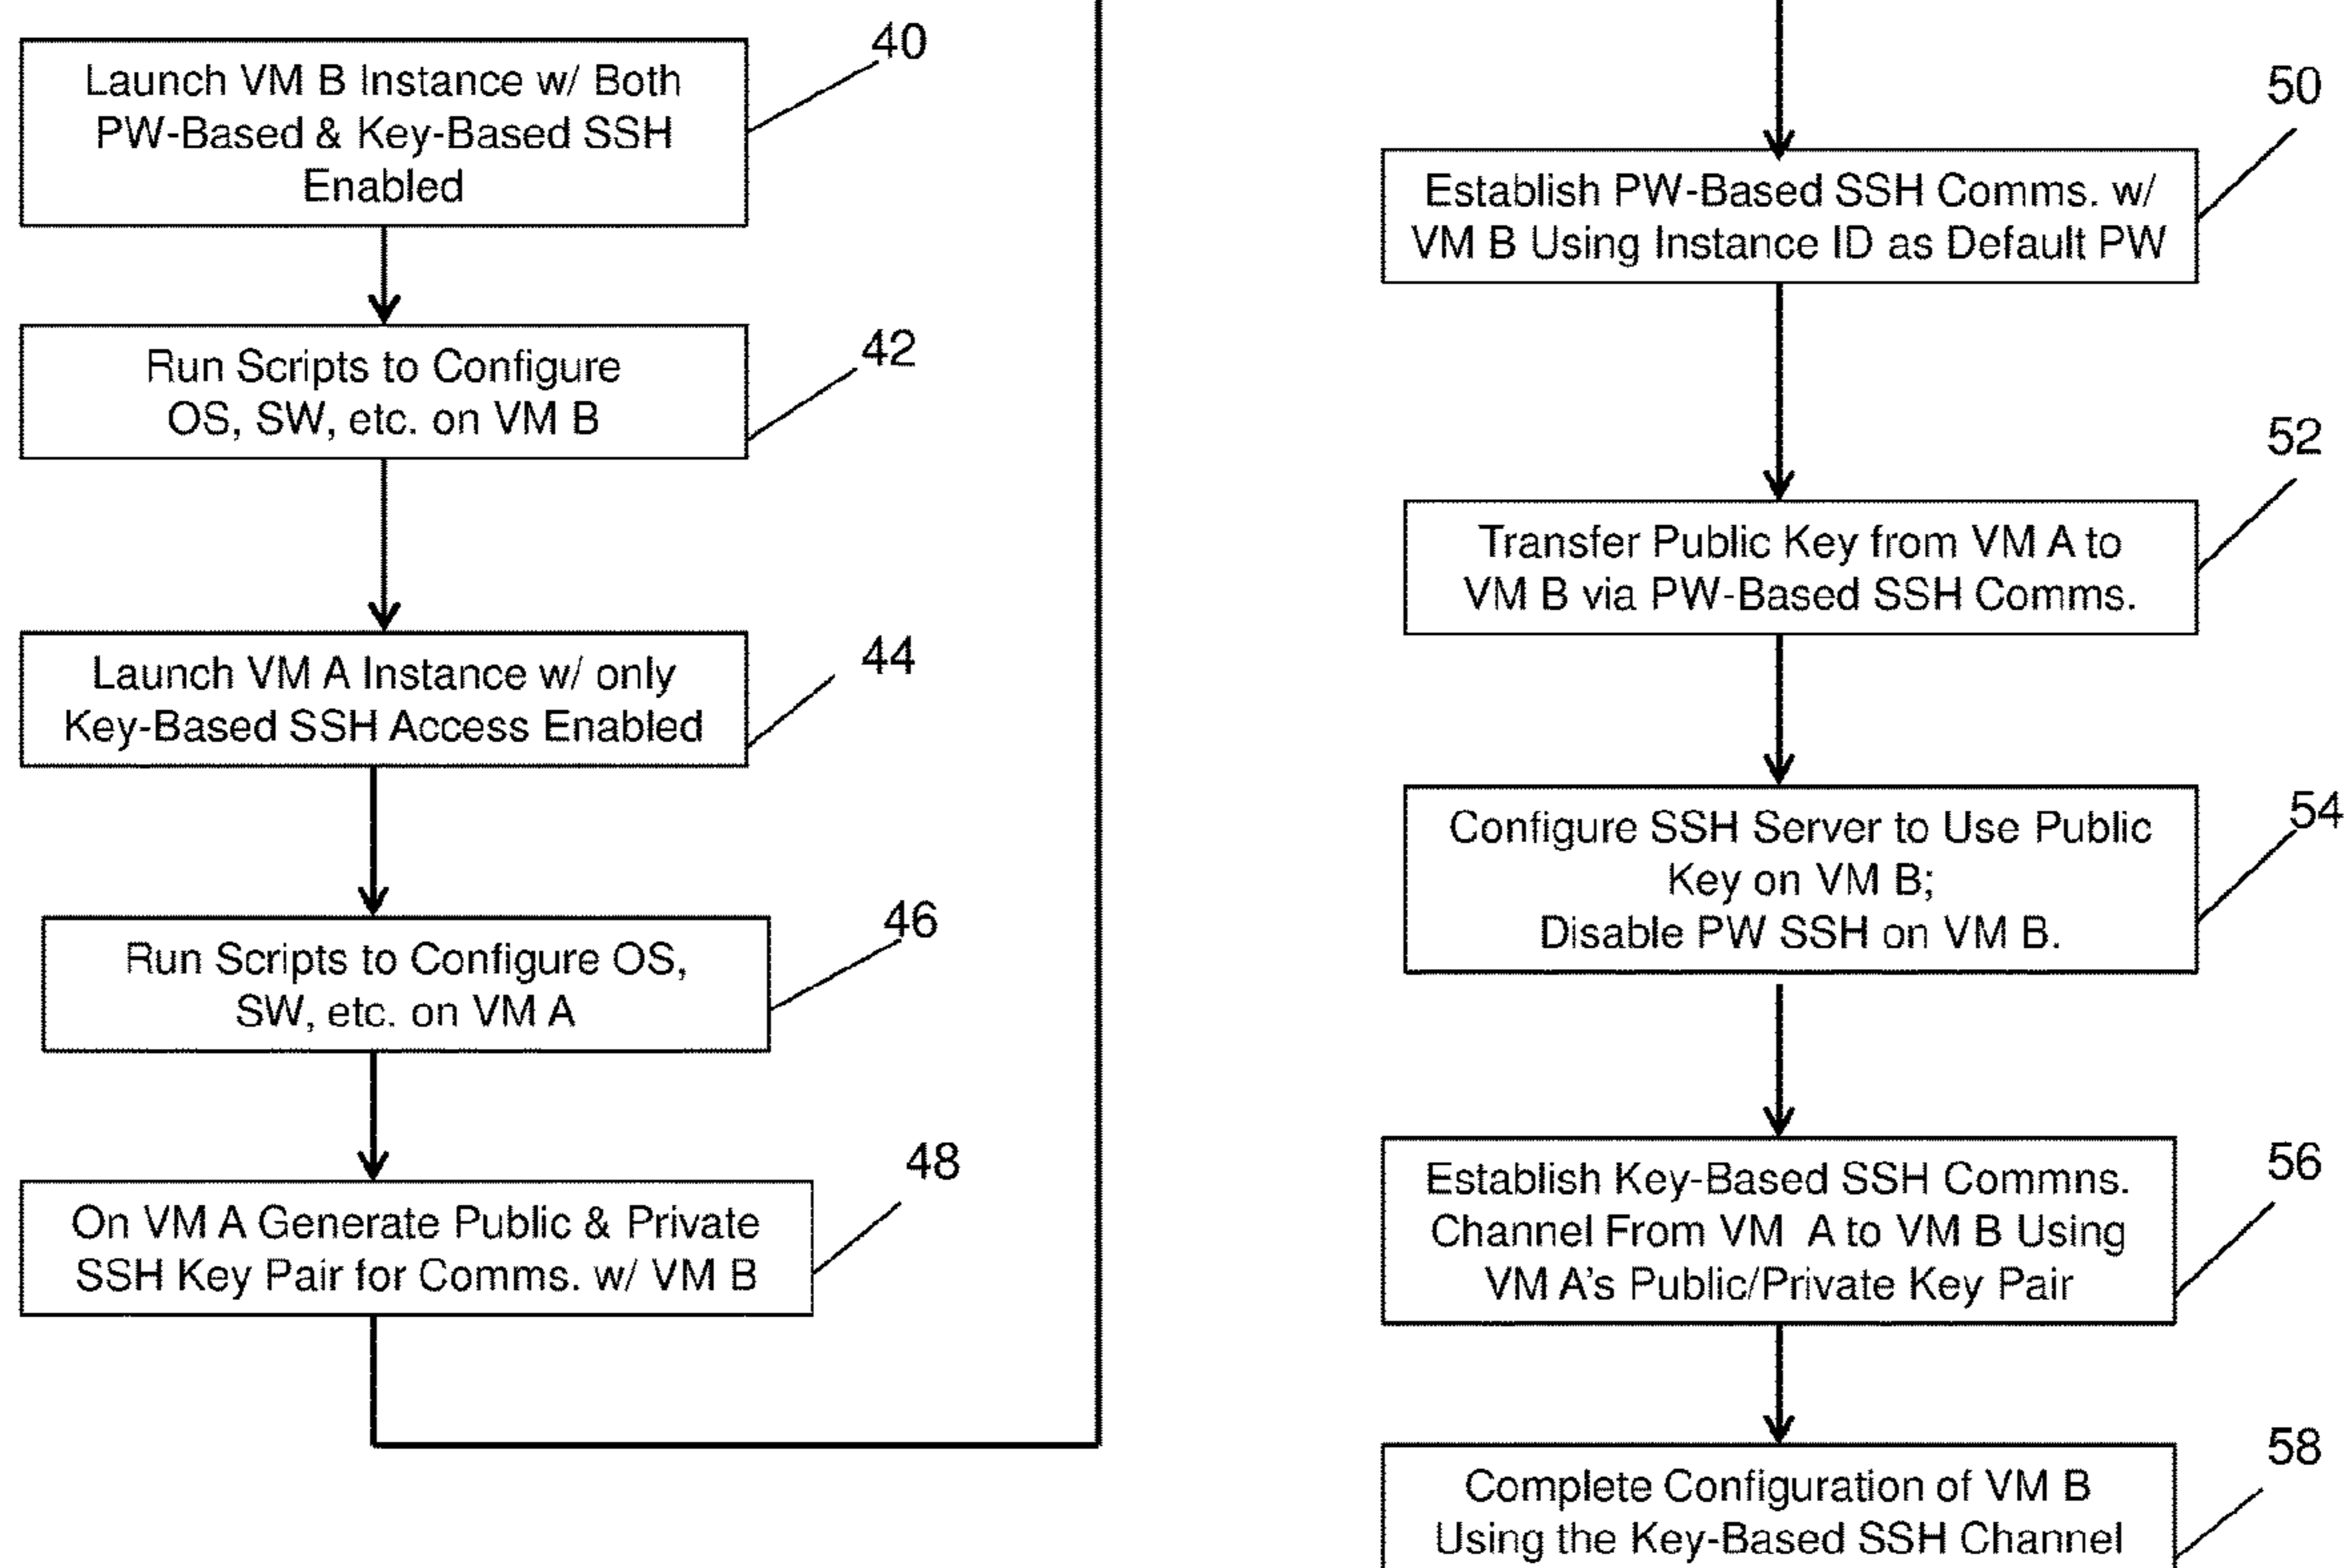 40
Launch VM B Instance w/ Both
PW-Based & Key-Based SSH
Enabled
42
Run Scripts to Configure
OS, SW, etc. on VM B
44
Launch VM A Instance w/ only
Key-Based SSH Access Enabled
46
Run Scripts to Configure OS,
SW, etc. on VM A
48
On VM A Generate Public & Private
SSH Key Pair for Comms. w/ VM B
50
Establish PW-Based SSH Comms. w/
VM B Using Instance ID as Default PW
52
Transfer Public Key from VM A to
VM B via PW-Based SSH Comms.
54
Configure SSH Server to Use Public
Key on VM B;
Disable PW SSH on VM B.
56
Establish Key-Based SSH Commns.
Channel From VM A to VM B Using
VM A's Public/Private Key Pair
58
Complete Configuration of VM B
Using the Key-Based SSH Channel